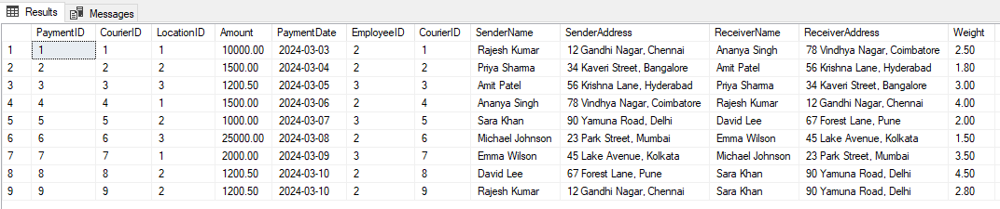 Results Messages
PaymentID CourierID LocationID Amount PaymentDate EmployeeID CourierID SenderName SenderAddress ReceiverName ReceiverAddress Weight
1 1 1 1 10000.00 2024-03-03 2 1 Rajesh Kumar 12 Gandhi Nagar, Chennai Ananya Singh 78 Vindhya Nagar, Coimbatore 2.50
2 2 2 2 1500.00 2024-03-04 2 2 Priya Sharma 34 Kaveri Street, Bangalore Amit Patel 56 Krishna Lane, Hyderabad 1.80
3 3 3 3 1200.50 2024-03-05 3 3 Amit Patel 56 Krishna Lane, Hyderabad Priya Sharma 34 Kaveri Street, Bangalore 3.00
4 4 4 1 1500.00 2024-03-06 2 4 Ananya Singh 78 Vindhya Nagar, Coimbatore Rajesh Kumar 12 Gandhi Nagar, Chennai 4.00
5 5 5 2 1000.00 2024-03-07 3 5 Sara Khan 90 Yamuna Road, Delhi David Lee 67 Forest Lane, Pune 2.00
6 6 6 3 25000.00 2024-03-08 2 6 Michael Johnson 23 Park Street, Mumbai Emma Wilson 45 Lake Avenue, Kolkata 1.50
7 7 7 1 2000.00 2024-03-09 3 7 Emma Wilson 45 Lake Avenue, Kolkata Michael Johnson 23 Park Street, Mumbai 3.50
8 8 8 2 1200.50 2024-03-10 2 8 David Lee 67 Forest Lane, Pune Sara Khan 90 Yamuna Road, Delhi 4.50
9 9 9 2 1200.50 2024-03-10 2 9 Rajesh Kumar 12 Gandhi Nagar, Chennai Sara Khan 90 Yamuna Road, Delhi 2.80